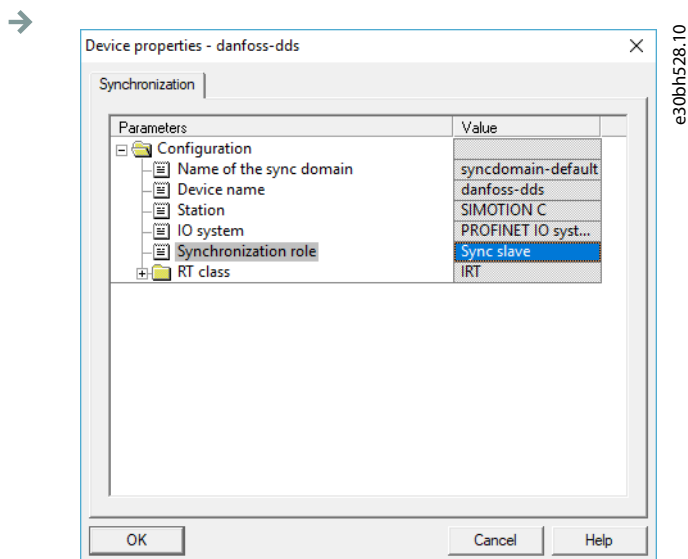 Device properties - danfoss-dds
Synchronization
Parameters Value
Configuration
Name of the sync domain syncdomain-default
Device name danfoss-dds
Station SIMOTION C
IO system PROFINET IO syst...
Synchronization role Sync slave
RT class IRT
OK Cancel Help
e30bh528.10